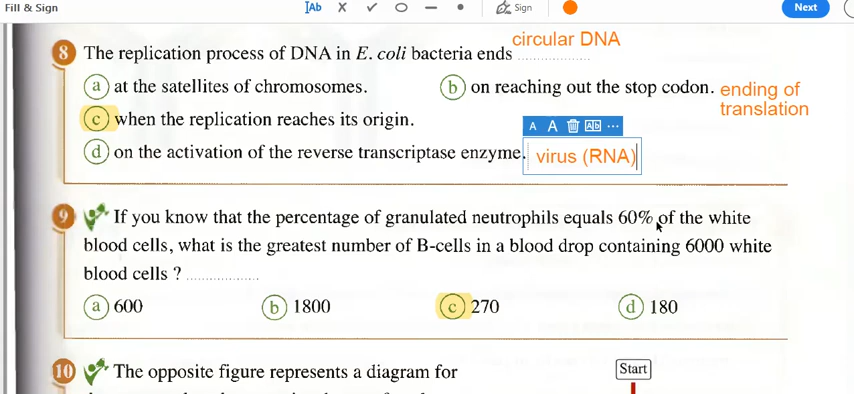 Fill & Sign
Ab
Sign
Next
circular DNA
8 The replication process of DNA in E. coli bacteria ends ..................
a at the satellites of chromosomes.
b on reaching out the stop codon.
ending of
translation
c when the replication reaches its origin.
A A Ab ...
d on the activation of the reverse transcriptase enzyme.
virus (RNA)
9 If you know that the percentage of granulated neutrophils equals 60% of the white
blood cells, what is the greatest number of B-cells in a blood drop containing 6000 white
blood cells ? ..................
a 600
b 1800
c 270
d 180
10 The opposite figure represents a diagram for
Start